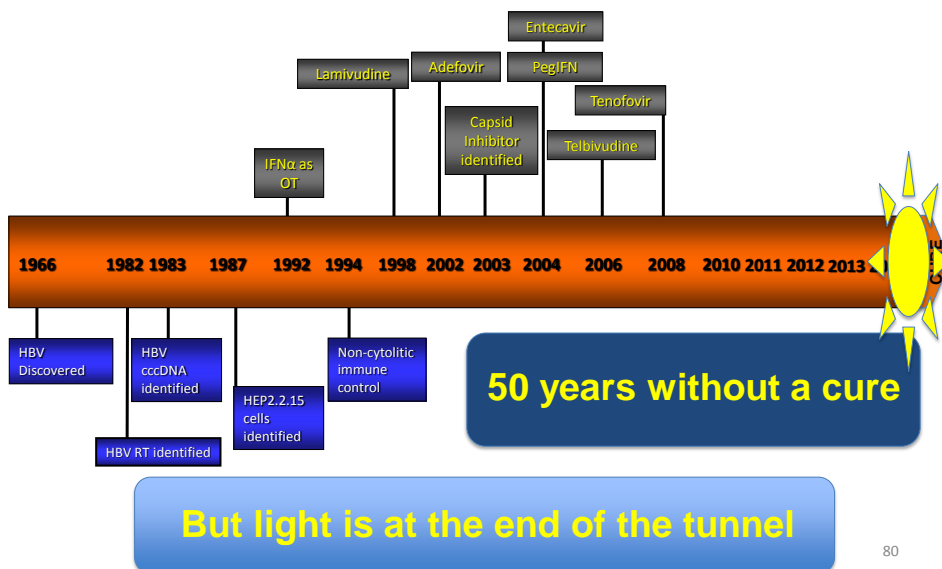 Entecavir
Lamivudine
Adefovir
PegIFN
Tenofovir
Capsid
Inhibitor
identified
Telbivudine
IFNα as
OT
1966 1982 1983 1987 1992 1994 1998 2002 2003 2004 2006 2008 2010 2011 2012 2013
HBV
Discovered
HBV
cccDNA
identified
Non-cytolitic
immune
control
HEP2.2.15
cells
identified
HBV RT identified
50 years without a cure
But light is at the end of the tunnel
80